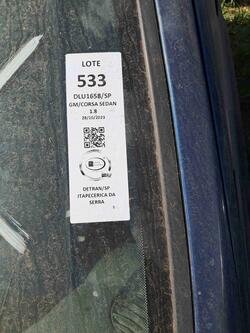 LOTE
533
DLU1658/SP
GM/CORSA SEDAN
1.8
28/10/2023
DETRAN/SP
ITAPECERICA DA
SERRA